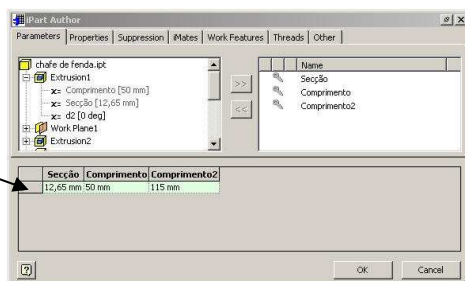 iPart Author
Parameters Properties Suppression iMates Work Features Threads Other
chafe de fenda.ipt
Extrusion1
x= Comprimento [50 mm]
x= Secção [12,65 mm]
x= d2 [0 deg]
Work Plane1
Extrusion2
>>
<<
Name
Secção
Comprimento
Comprimento2
Secção Comprimento Comprimento2
12,65 mm 50 mm 115 mm
?
OK Cancel